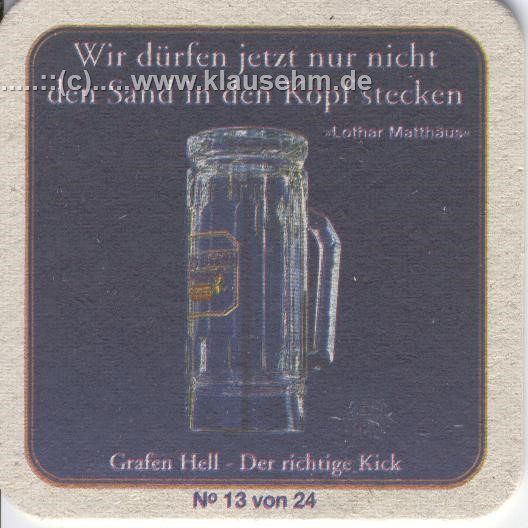 Wir dürfen jetzt nur nicht
......::(c)..... www.klausehm.de
den Sand in den Kopf stecken
»Lothar Matthäus«
Grafen Hell - Der richtige Kick
Nº 13 von 24